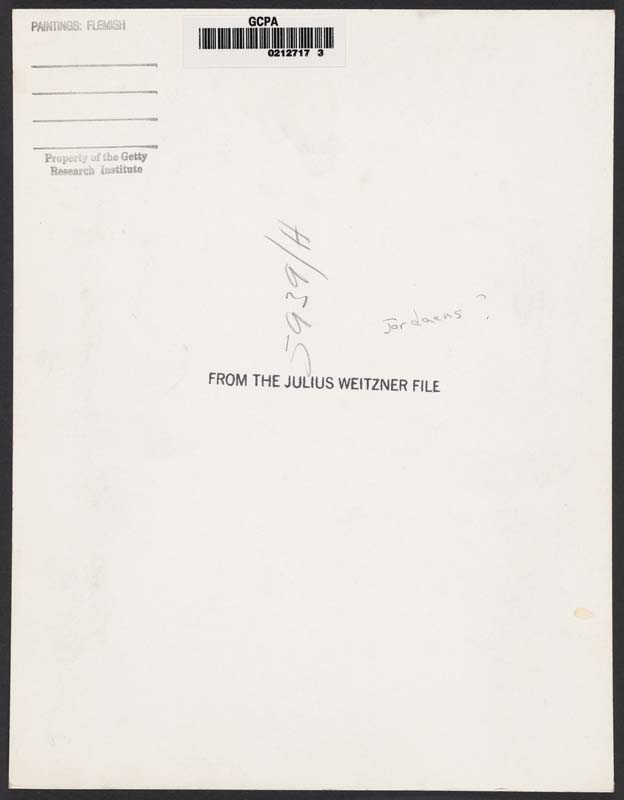 PAINTINGS: FLEMISH
GCPA
0212717 3
Property of the Getty
Research Institute
5939/H
Jordaens ?
FROM THE JULIUS WEITZNER FILE